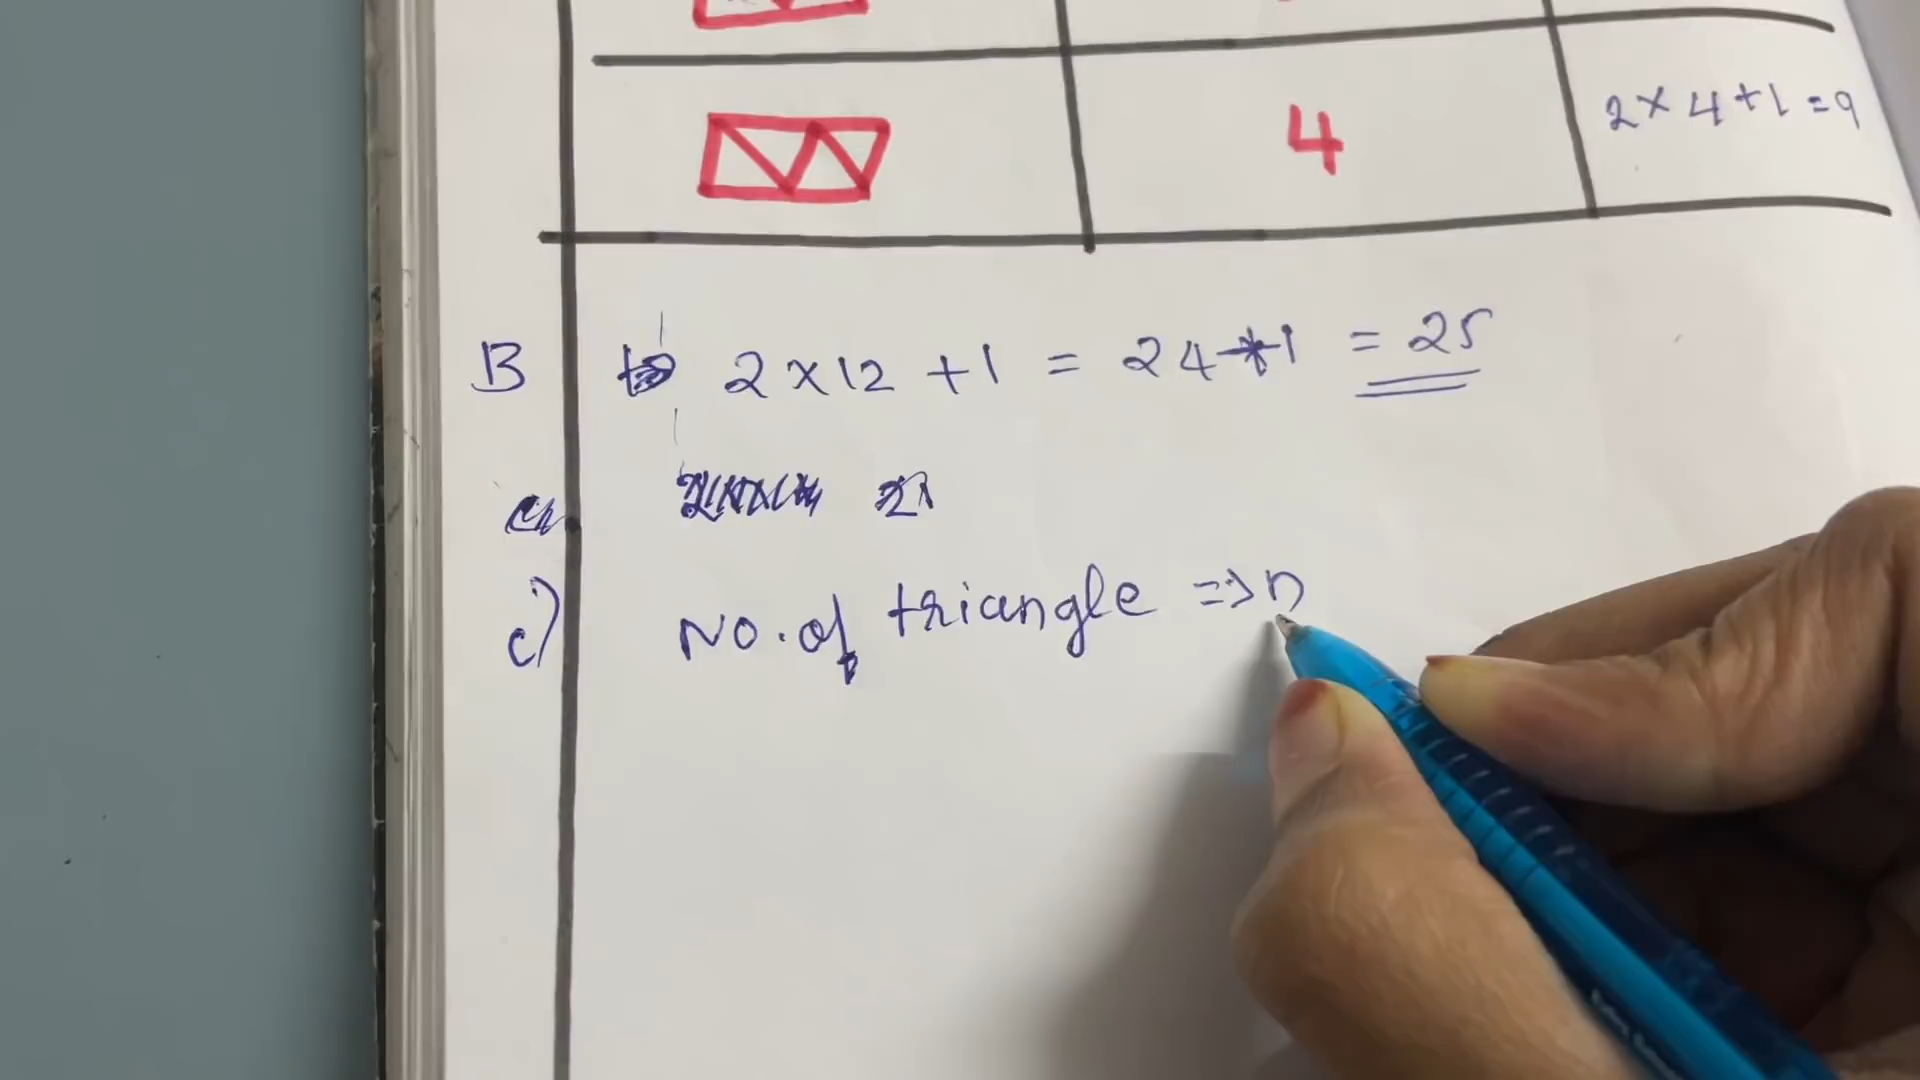 4
2 × 4 + 1 = 9
B 2 × 12 + 1 = 24 + 1 = 25
c) No. of triangle => n